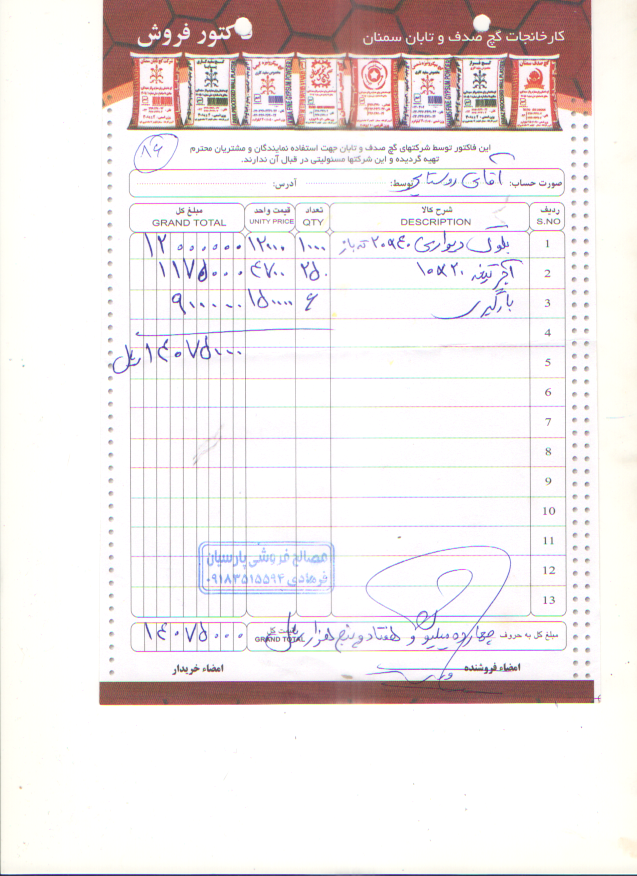 کارخانجات گچ صدف و تابان سمنان
فاکتور فروش
این فاکتور توسط شرکتهای گچ صدف و تابان جهت استفاده نمایندگان و مشتریان محترم
تهیه گردیده و این شرکتها مسئولیتی در قبال آن ندارند.
صورت حساب: آقای روستایی توسط: آدرس:
ردیف شرح کالا تعداد قیمت واحد مبلغ کل
S.NO DESCRIPTION QTY UNITY PRICE GRAND TOTAL
1 بلوک دیواری ۴۰×۲۰ ته باز ۱۰۰۰ ۱۲۰۰۰ ۱۲۰۰۰۰۰۰
2 آجر تیغه ۲۰×۱۰ ۲۵۰ ۴۷۰۰ ۱۱۷۵۰۰۰
3 بارگیری ۶ ۱۵۰۰۰۰ ۹۰۰۰۰۰
4
5 ۱۴۰۷۵۰۰۰ ریال
6
7
8
9
10
11
12
13
مصالح فروشی پارسیان
فرهادی ۰۹۱۸۳۵۱۵۵۹۴
مبلغ کل به حروف چهارده میلیون و هفتاد و پنج هزار ریال قیمت کل ۱۴۰۷۵۰۰۰
GRAND TOTAL
امضاء فروشنده امضاء خریدار